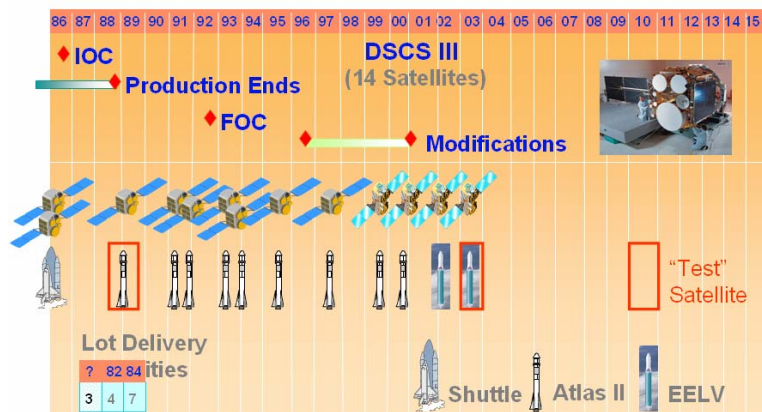 86 87 88 89 90 91 92 93 94 95 96 97 98 99 00 01 02 03 04 05 06 07 08 09 10 11 12 13 14 15
IOC
DSCS III
(14 Satellites)
Production Ends
FOC
Modifications
“Test”
Satellite
Lot Delivery
ities
? 82 84
3 4 7
Shuttle
Atlas II
EELV